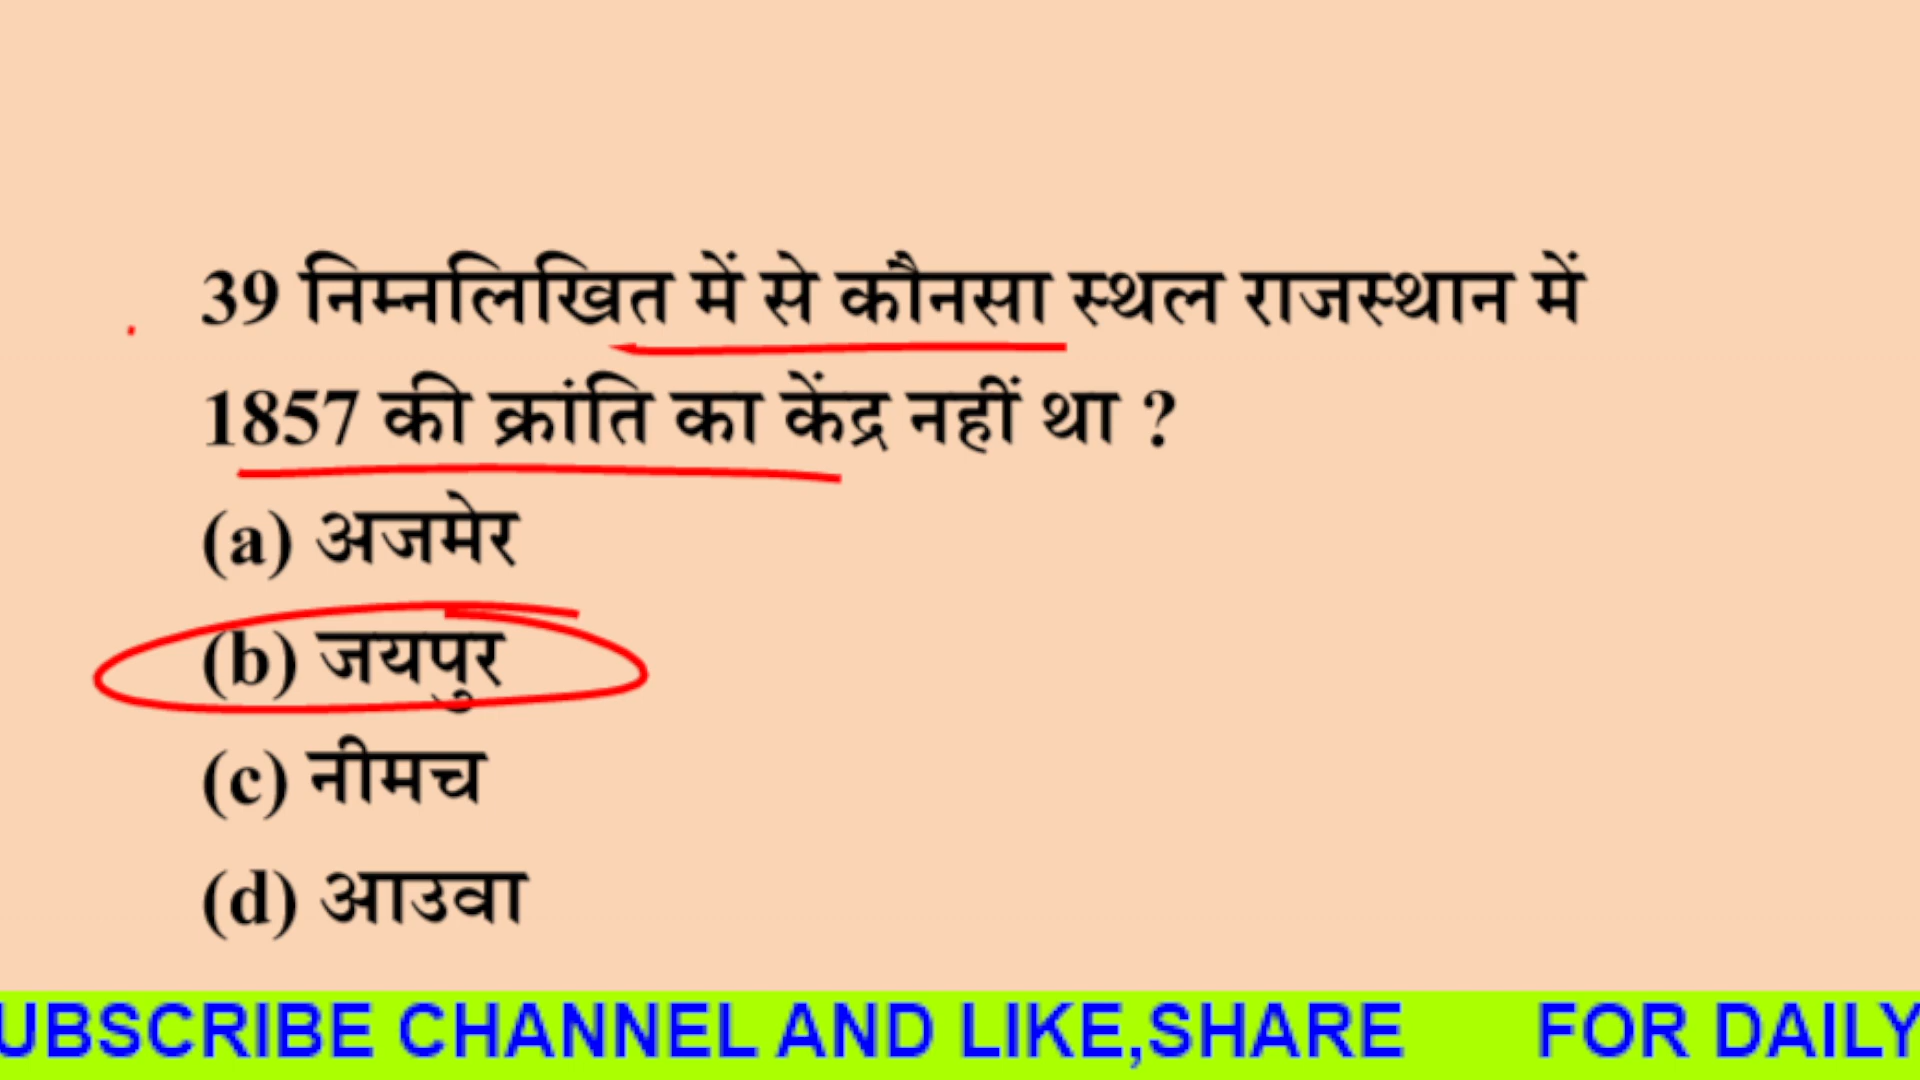 39 निम्नलिखित में से कौनसा स्थल राजस्थान में
1857 की क्रांति का केंद्र नहीं था ?
(a) अजमेर
(b) जयपुर
(c) नीमच
(d) आउवा
UBSCRIBE CHANNEL AND LIKE,SHARE FOR DAILY